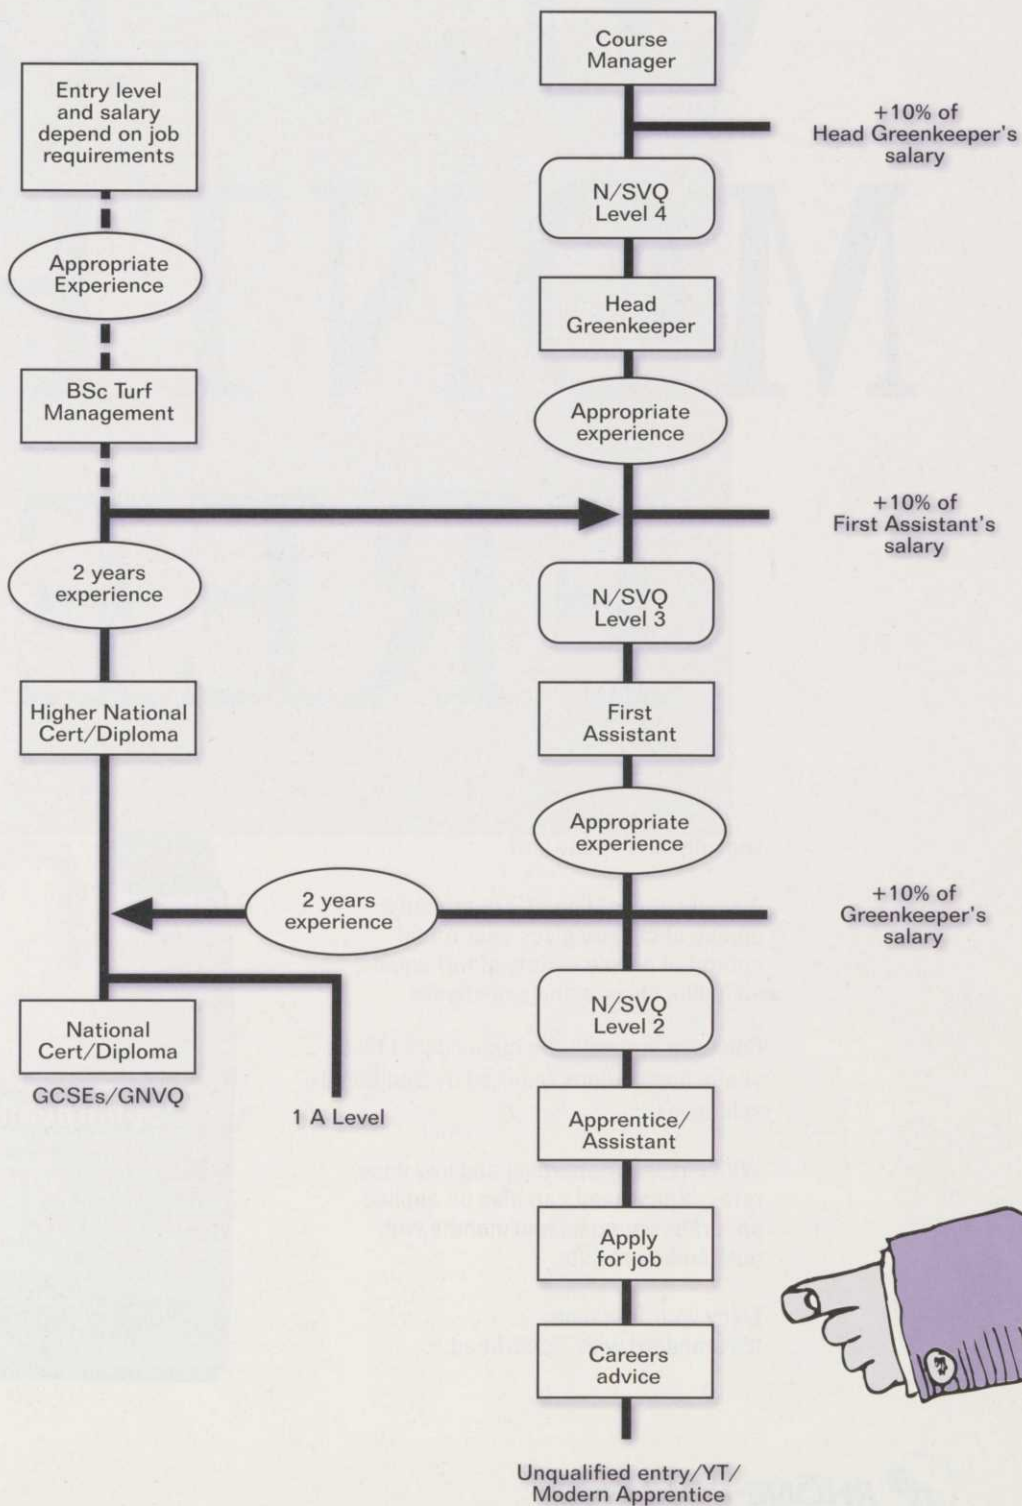 Course
Manager
+10% of
Head Greenkeeper's
salary
N/SVQ
Level 4
Head
Greenkeeper
Appropriate
experience
+10% of
First Assistant's
salary
N/SVQ
Level 3
First
Assistant
Appropriate
experience
+10% of
Greenkeeper's
salary
N/SVQ
Level 2
Apprentice/
Assistant
Apply
for job
Careers
advice
Unqualified entry/YT/
Modern Apprentice
Entry level
and salary
depend on job
requirements
Appropriate
Experience
BSc Turf
Management
2 years
experience
Higher National
Cert/Diploma
2 years
experience
National
Cert/Diploma
GCSEs/GNVQ
1 A Level